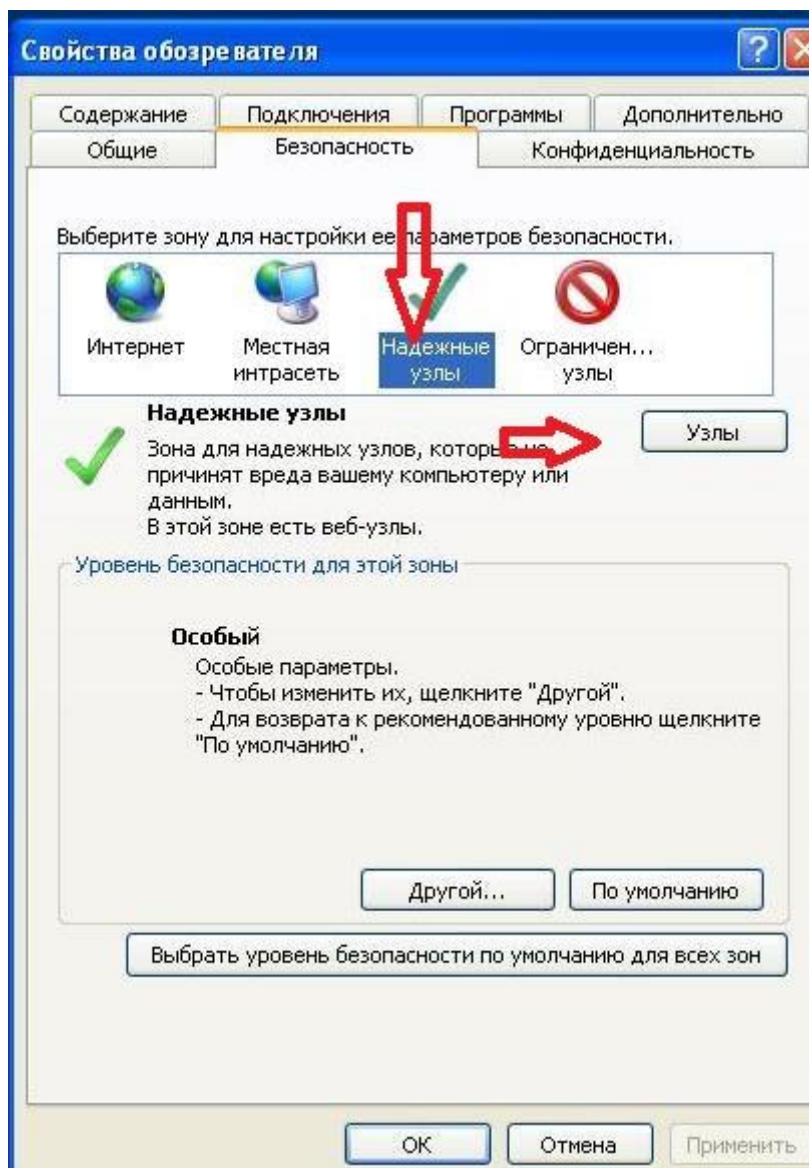 Свойства обозревателя
Содержание Подключения Программы Дополнительно
Общие Безопасность Конфиденциальность
Выберите зону для настройки ее параметров безопасности.
Интернет
Местная интрасеть
Надежные узлы
Ограничен... узлы
Надежные узлы
Узлы
Зона для надежных узлов, которые не
причинят вреда вашему компьютеру или
данным.
В этой зоне есть веб-узлы.
Уровень безопасности для этой зоны
Особый
Особые параметры.
- Чтобы изменить их, щелкните "Другой".
- Для возврата к рекомендованному уровню щелкните
"По умолчанию".
Другой... По умолчанию
Выбрать уровень безопасности по умолчанию для всех зон
ОК Отмена Применить